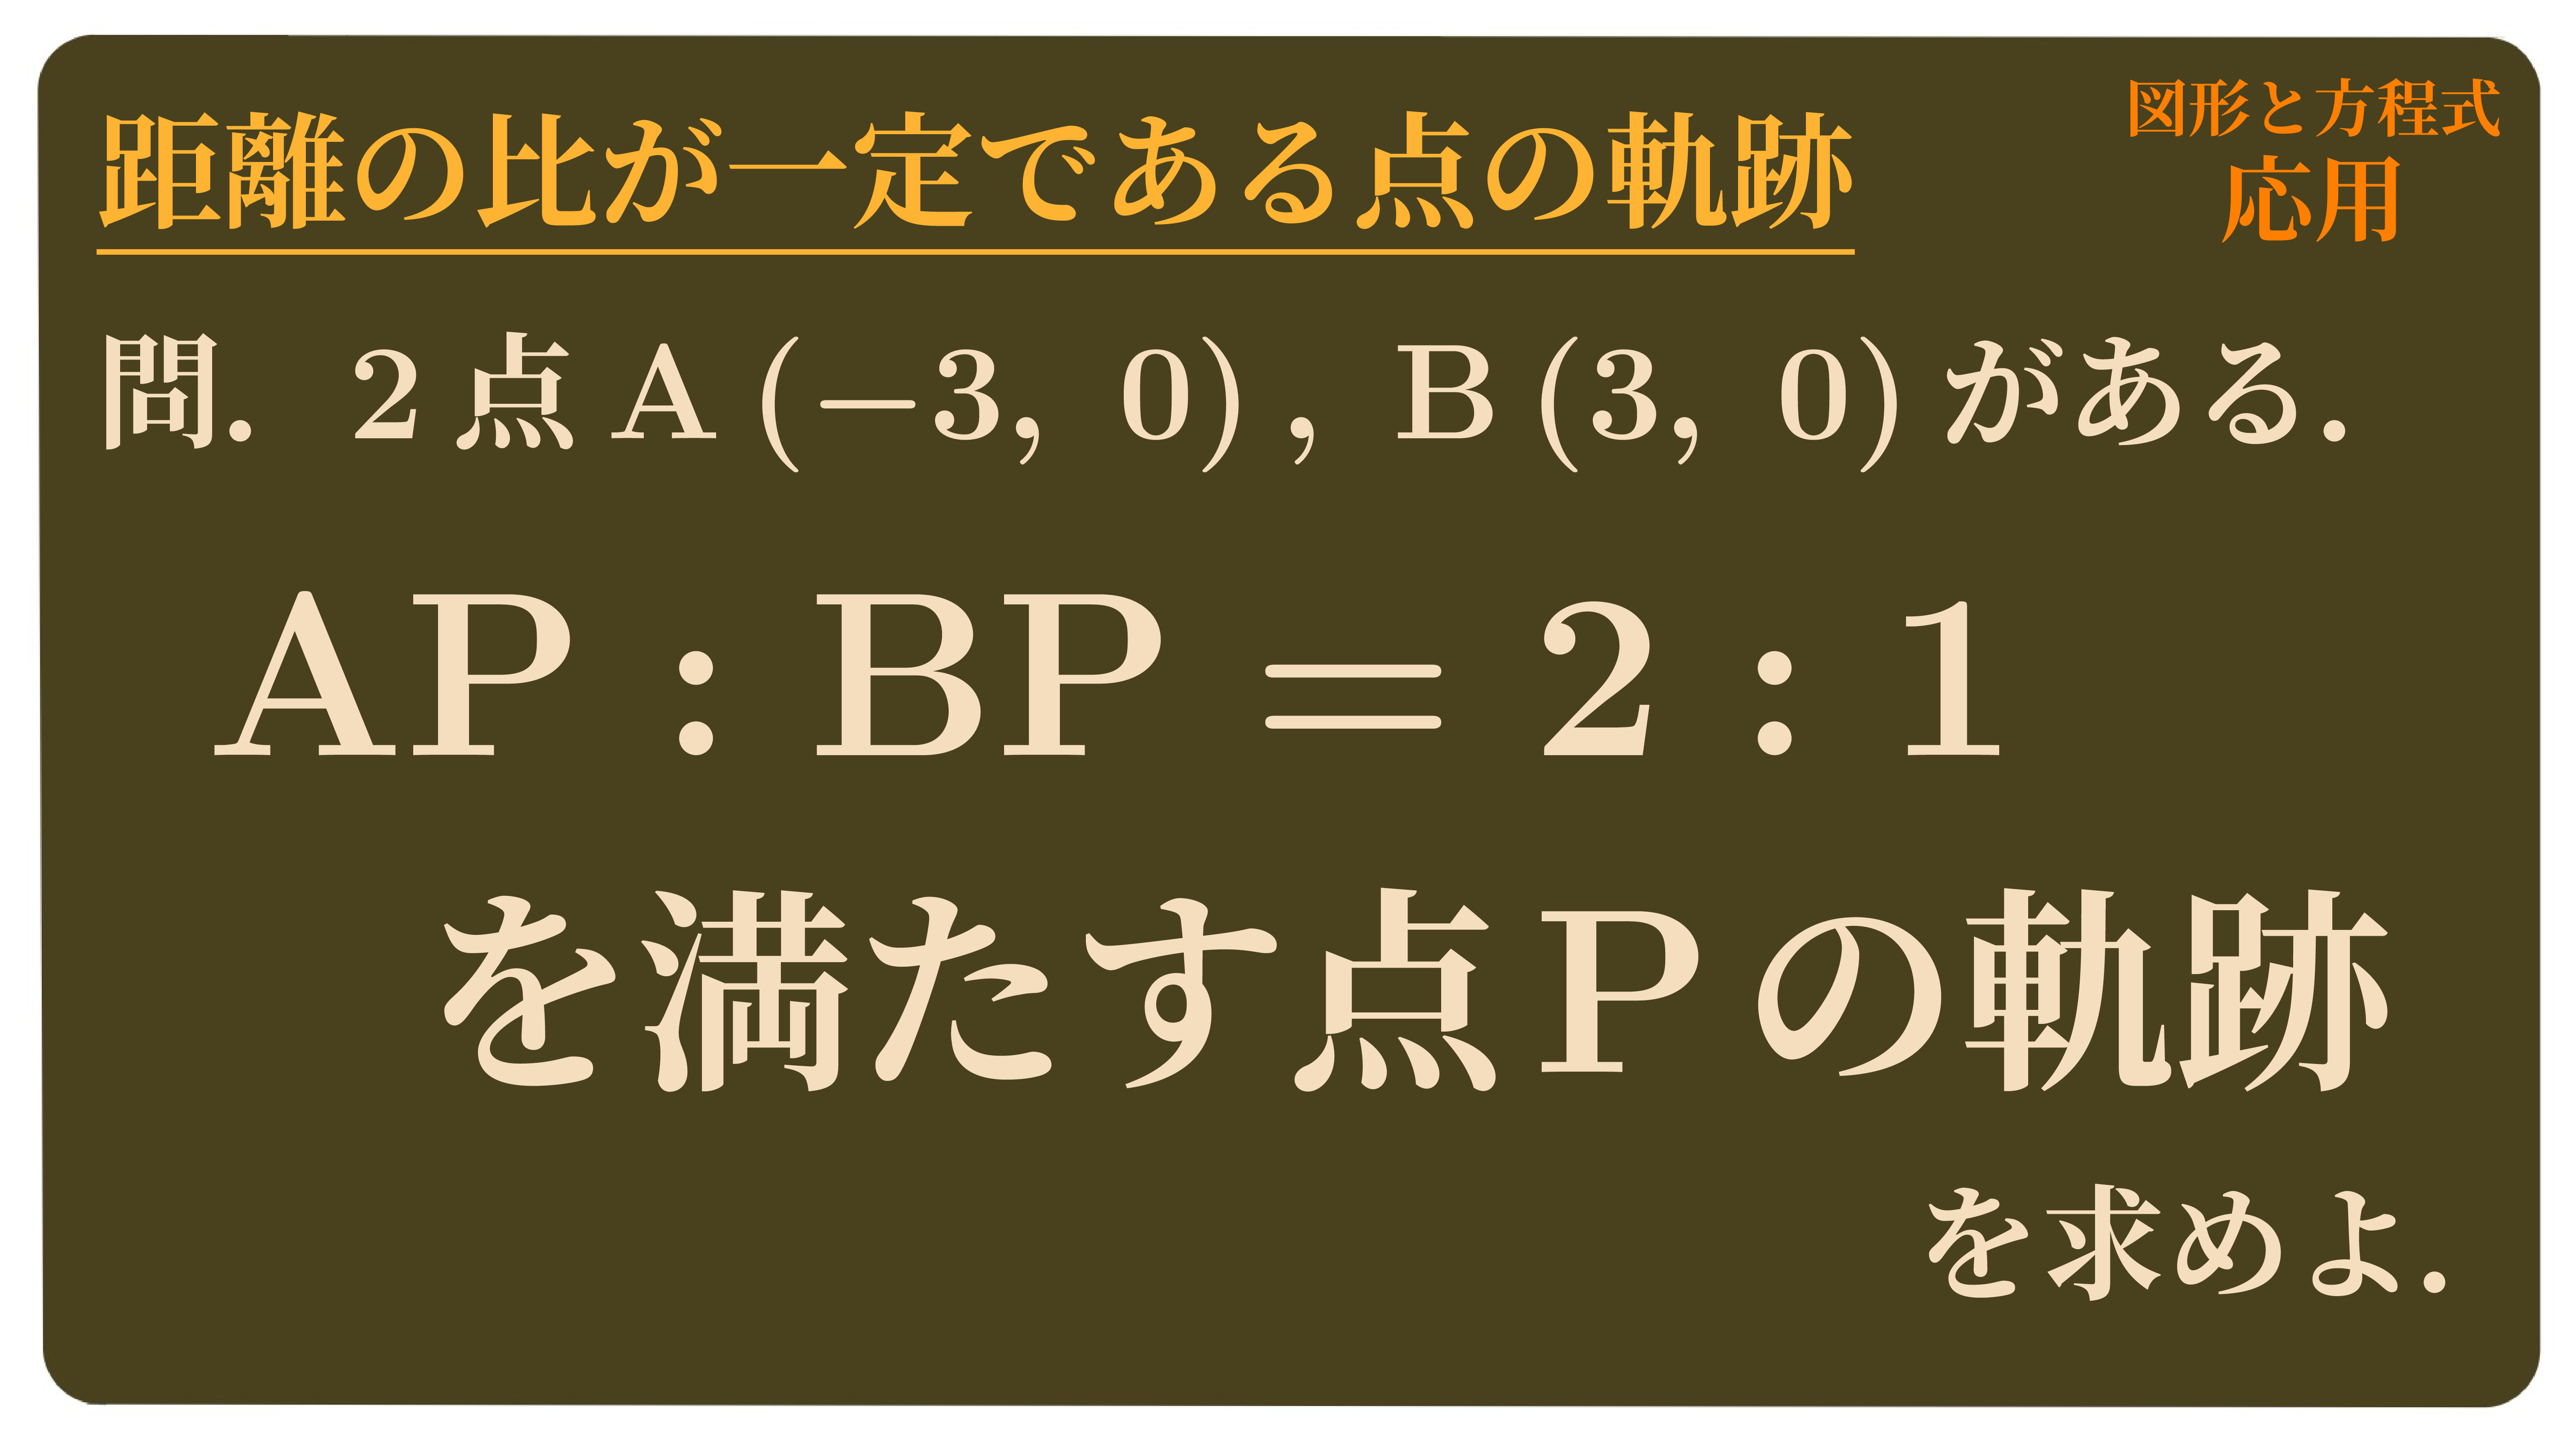 距離の比が一定である点の軌跡
図形と方程式
応用
問. 2点A(−3, 0), B(3, 0)がある.
AP : BP = 2 : 1
を満たす点Pの軌跡
を求めよ.